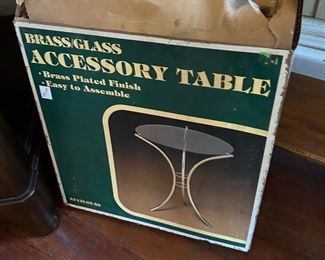 BRASS/GLASS
ACCESSORY TABLE
• Brass Plated Finish
• Easy to Assemble